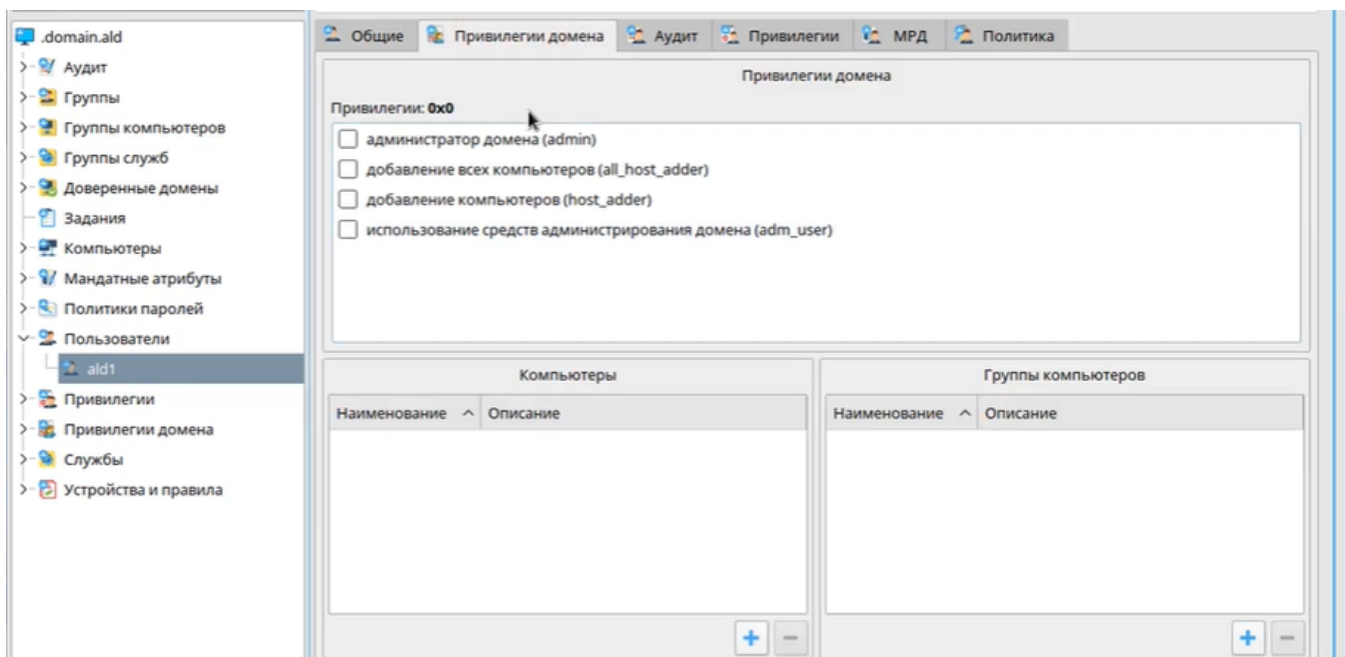 .domain.ald
Аудит
Группы
Группы компьютеров
Группы служб
Доверенные домены
Задания
Компьютеры
Мандатные атрибуты
Политики паролей
Пользователи
ald1
Привилегии
Привилегии домена
Службы
Устройства и правила
Общие Привилегии домена Аудит Привилегии МРД Политика
Привилегии домена
Привилегии: 0x0
администратор домена (admin)
добавление всех компьютеров (all_host_adder)
добавление компьютеров (host_adder)
использование средств администрирования домена (adm_user)
Компьютеры
Наименование Описание
Группы компьютеров
Наименование Описание